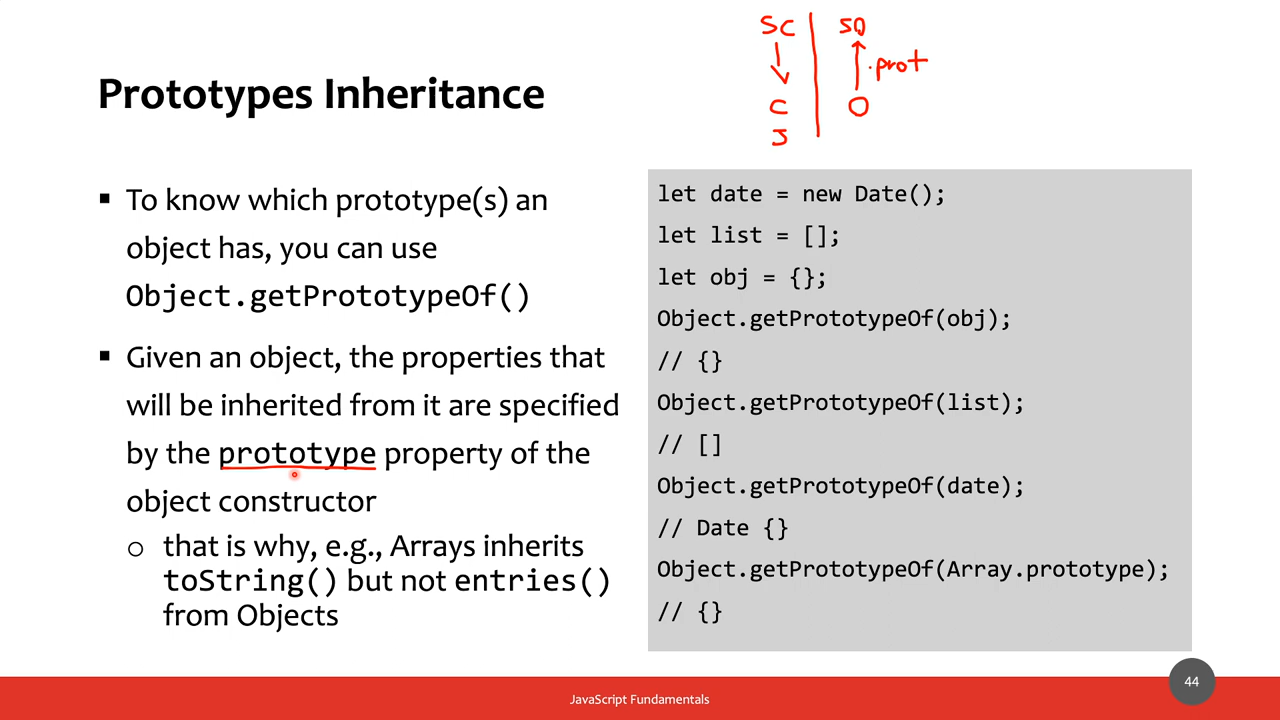 SC | SO
.prot
C O
J
Prototypes Inheritance
▪ To know which prototype(s) an
object has, you can use
Object.getPrototypeOf()
▪ Given an object, the properties that
will be inherited from it are specified
by the prototype property of the
object constructor
o that is why, e.g., Arrays inherits
toString() but not entries()
from Objects
let date = new Date();
let list = [];
let obj = {};
Object.getPrototypeOf(obj);
// {}
Object.getPrototypeOf(list);
// []
Object.getPrototypeOf(date);
// Date {}
Object.getPrototypeOf(Array.prototype);
// {}
44
JavaScript Fundamentals